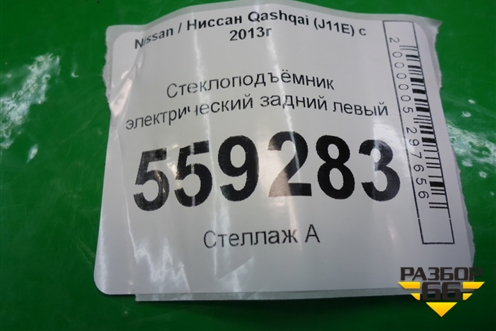 Nissan / Ниссан Qashqai (J11E) с
2013г
Стеклоподъёмник
электрический задний левый
559283
Стеллаж А
2000005297656
РАЗБОР
66